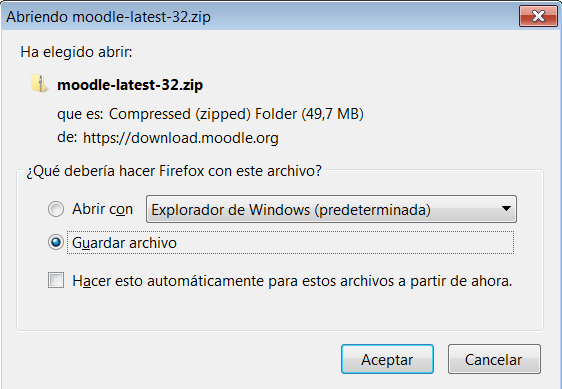 Abriendo moodle-latest-32.zip
Ha elegido abrir:
moodle-latest-32.zip
que es: Compressed (zipped) Folder (49,7 MB)
de: https://download.moodle.org
¿Qué debería hacer Firefox con este archivo?
Abrir con Explorador de Windows (predeterminada)
Guardar archivo
Hacer esto automáticamente para estos archivos a partir de ahora.
Aceptar Cancelar